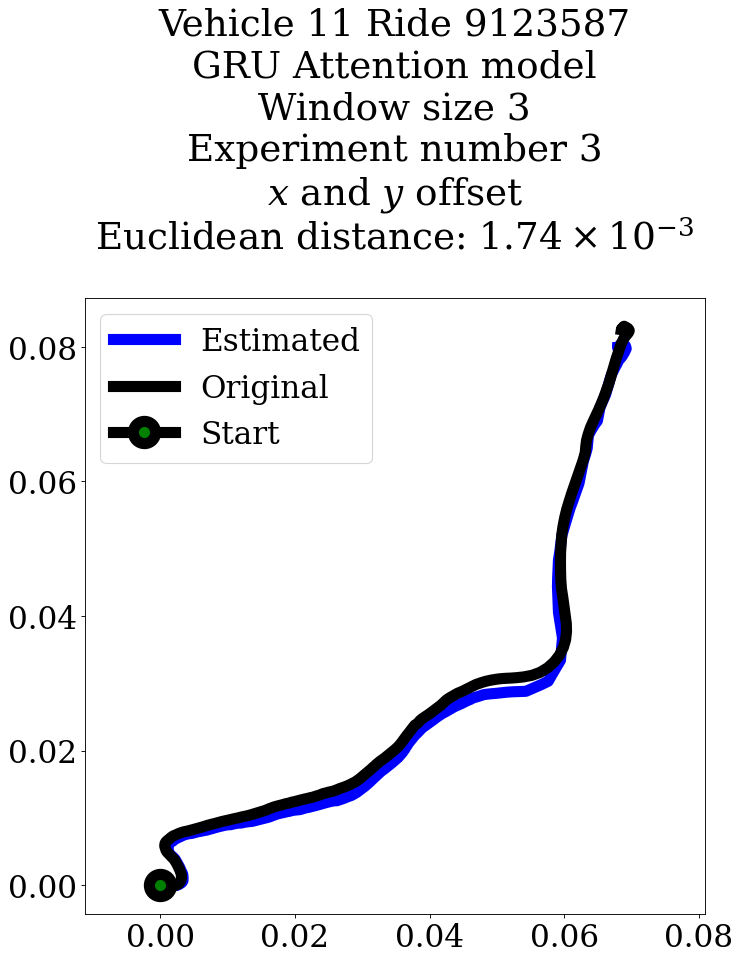 Vehicle 11 Ride 9123587
GRU Attention model
Window size 3
Experiment number 3
x and y offset
Euclidean distance: 1.74 × 10⁻³
Estimated
Original
Start
0.08
0.06
0.04
0.02
0.00
0.00 0.02 0.04 0.06 0.08